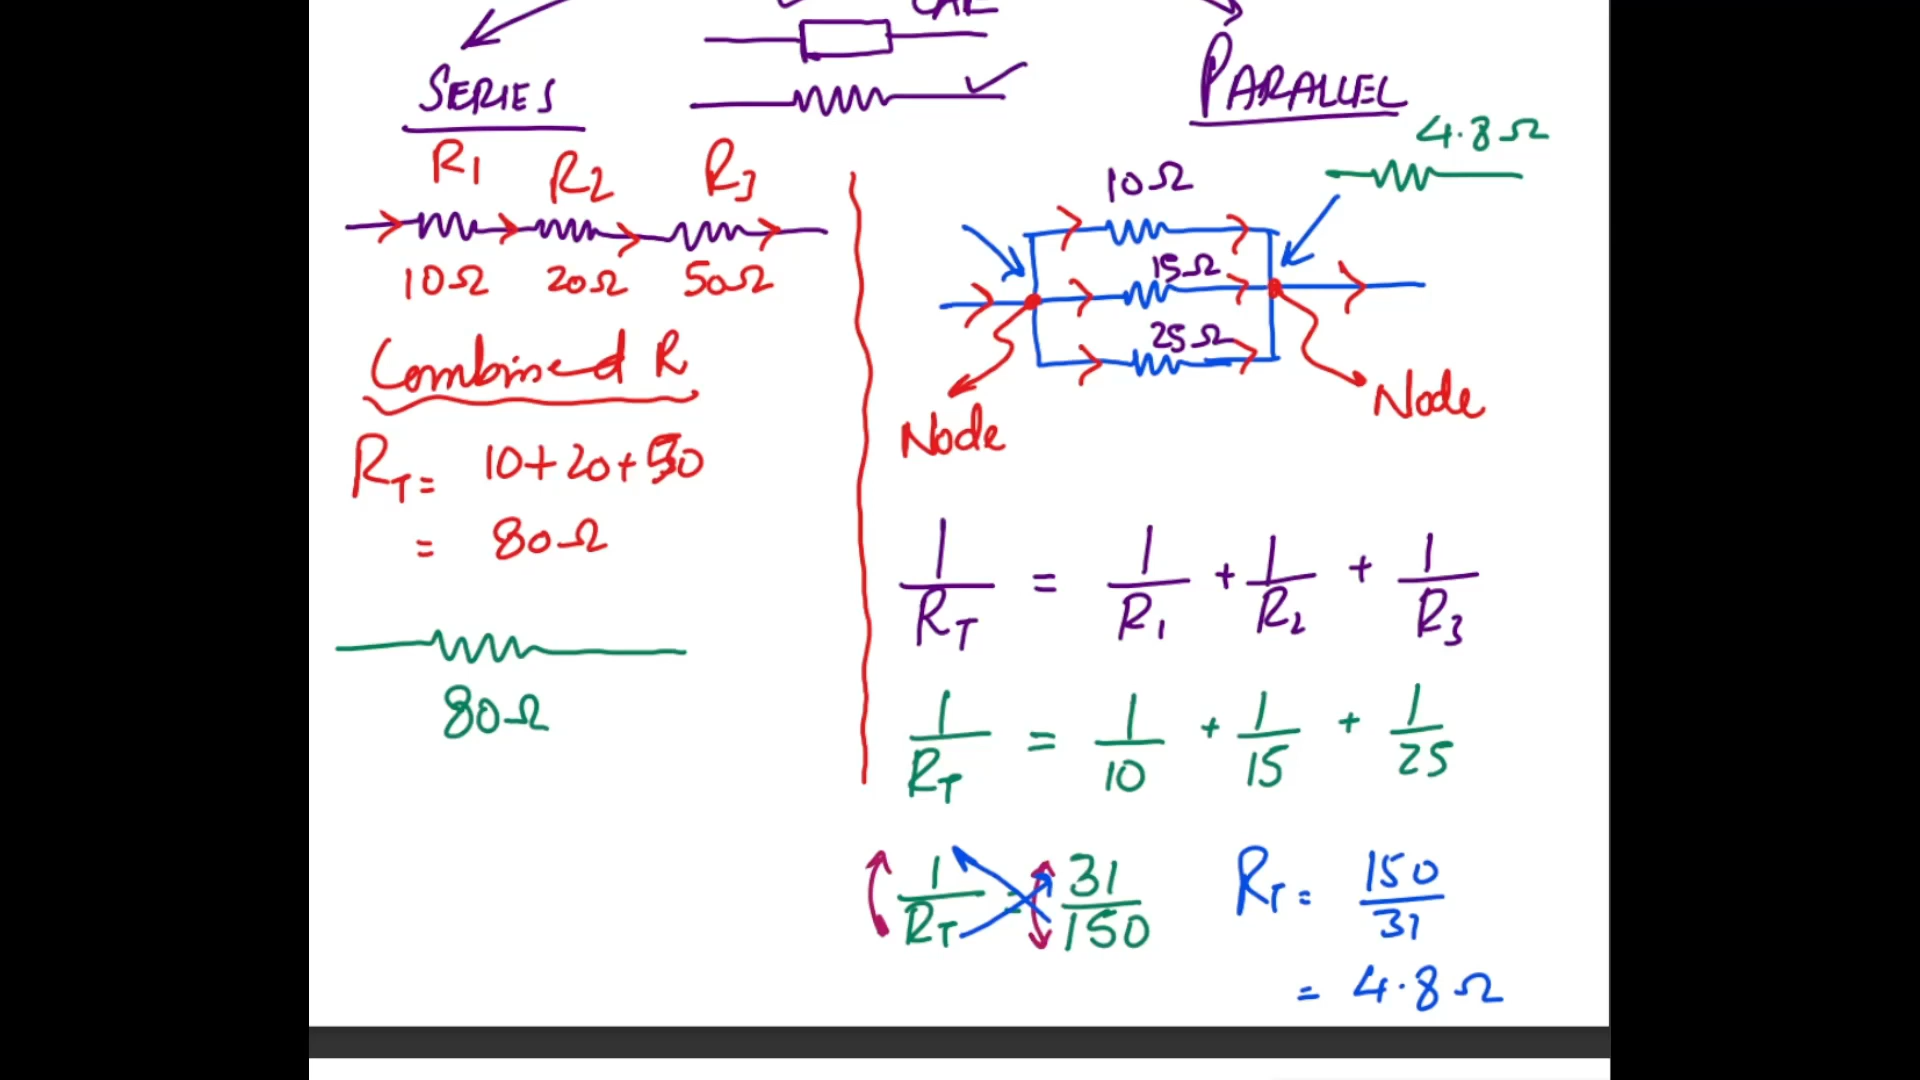 SERIES
PARALLEL
R1 R2 R3
10Ω 20Ω 50Ω
Combined R
RT = 10+20+50
= 80Ω
80Ω
4.8Ω
10Ω
15Ω
25Ω
Node
Node
1/RT = 1/R1 + 1/R2 + 1/R3
1/RT = 1/10 + 1/15 + 1/25
1/RT = 31/150
RT = 150/31
= 4.8Ω